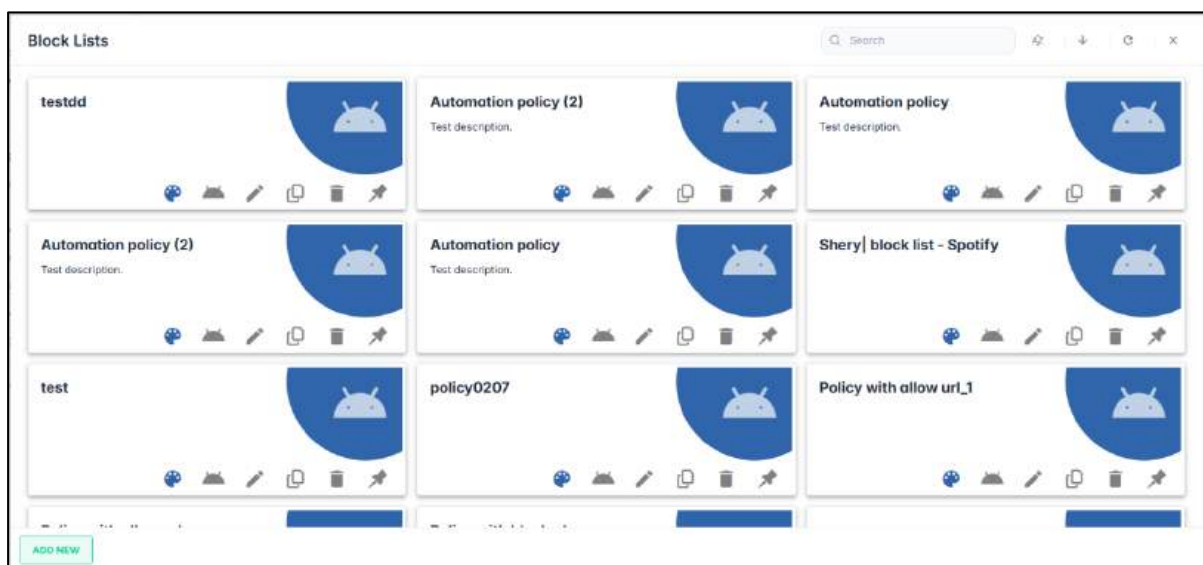 Block Lists
Search
testdd
Automation policy (2)
Test description.
Automation policy
Test description.
Automation policy (2)
Test description.
Automation policy
Test description.
Shery| block list - Spotify
test
policy0207
Policy with allow url_1
ADD NEW